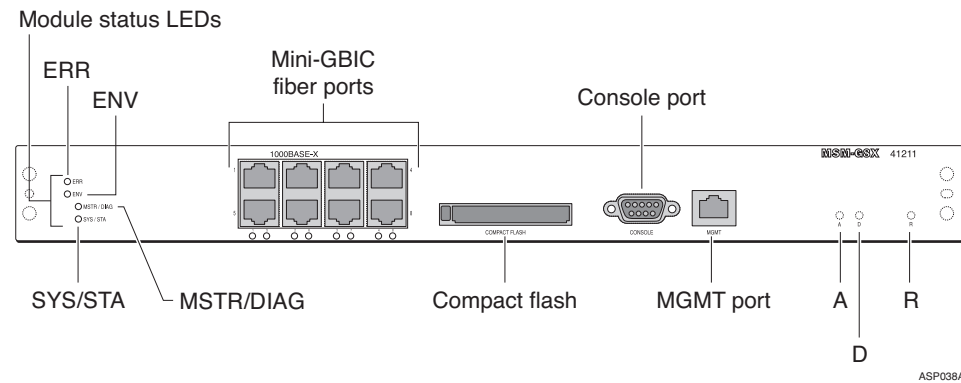 Module status LEDs
ERR
ENV
Mini-GBIC
fiber ports
Console port
1000BASE-X
MSM-G8X 41211
1
4
ERR
ENV
MSTR / DIAG
SYS / STA
5
8
COMPACT FLASH
CONSOLE
MGMT
A
D
R
SYS/STA
MSTR/DIAG
Compact flash
MGMT port
A
R
D
ASP038A